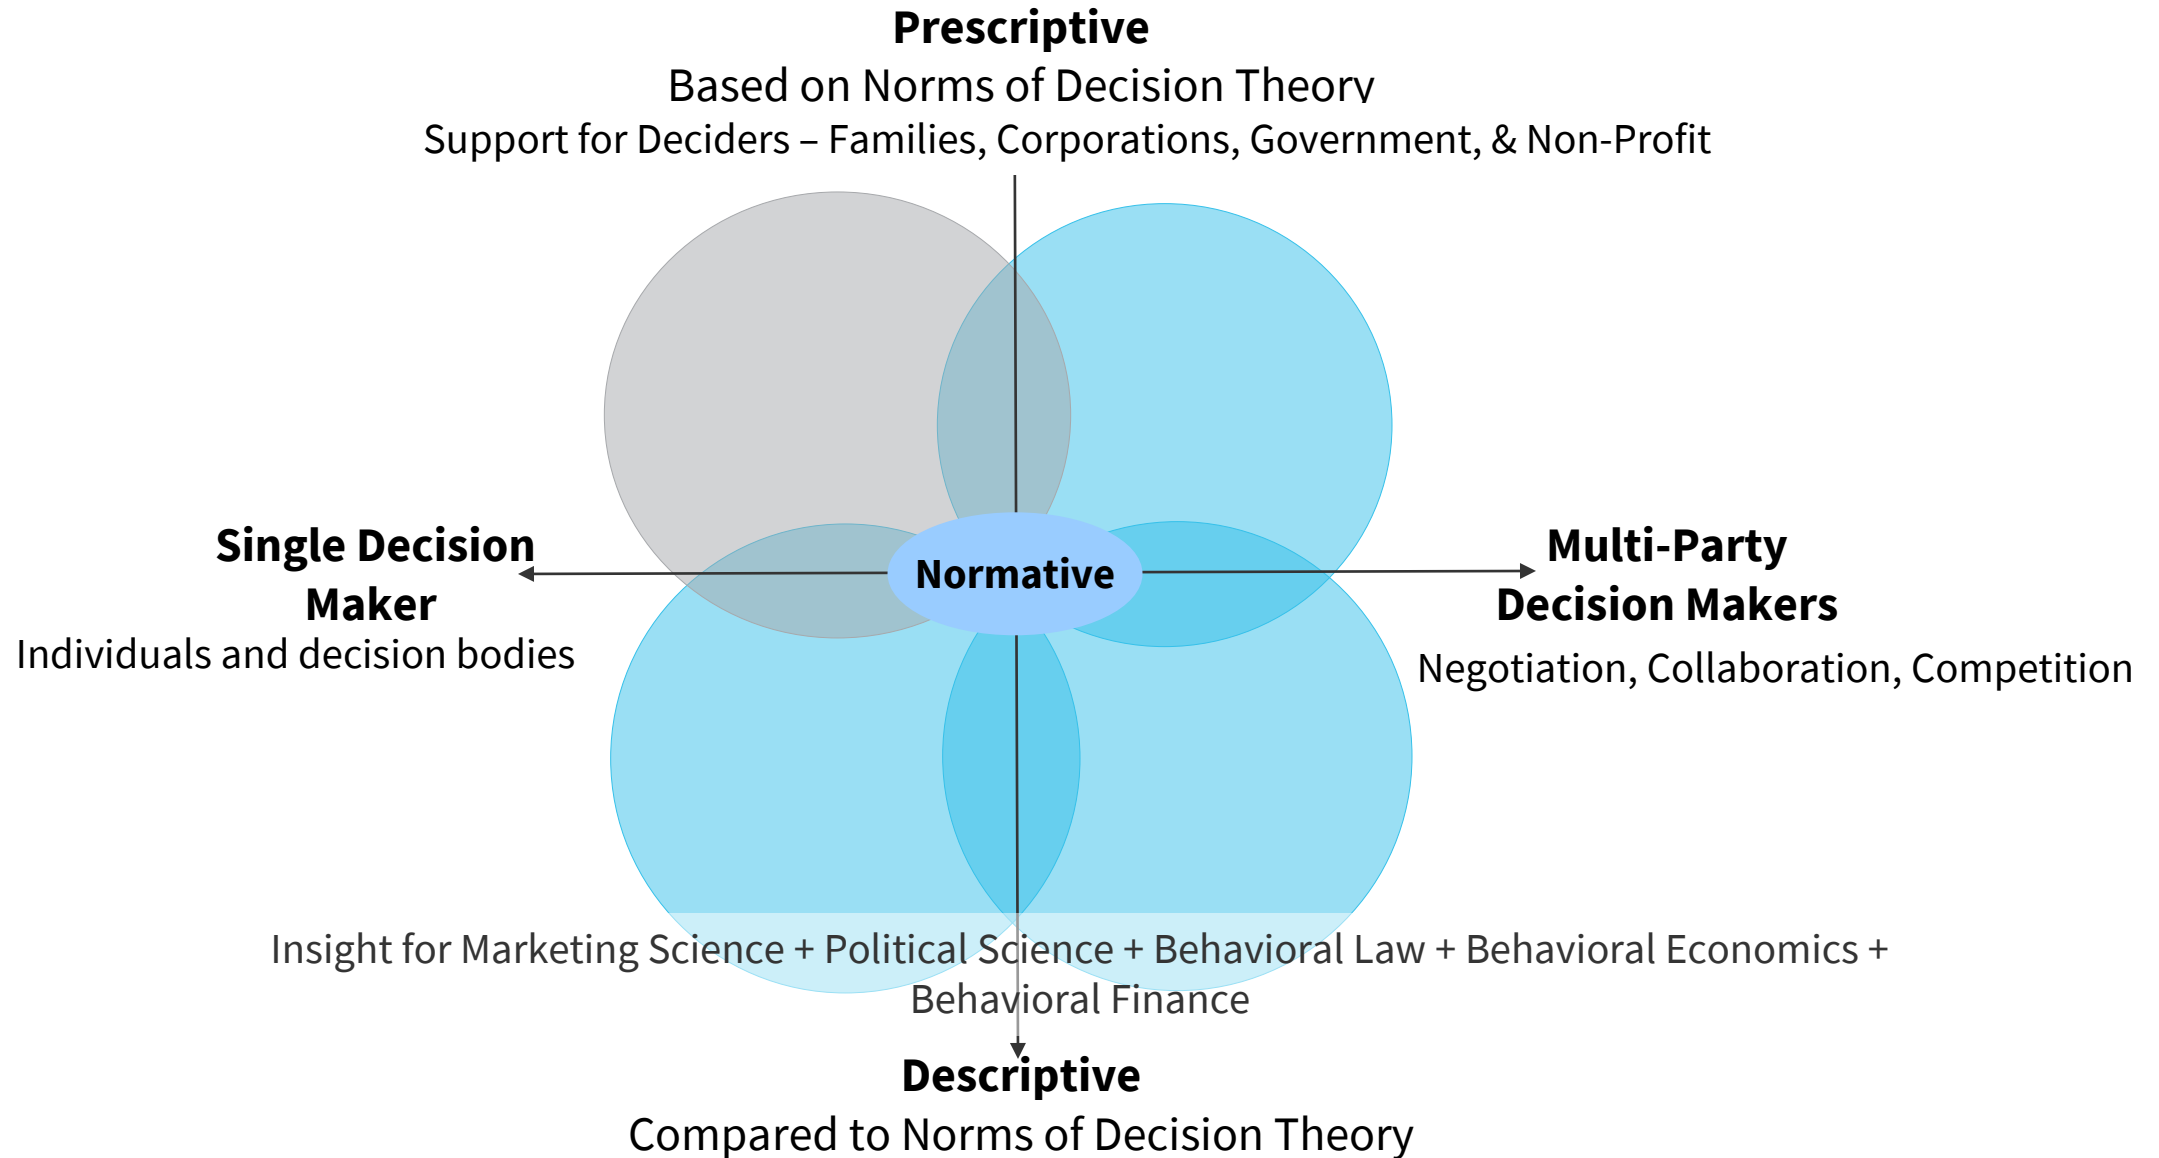 Prescriptive
Based on Norms of Decision Theory
Support for Deciders – Families, Corporations, Government, & Non-Profit
Single Decision
Maker
Individuals and decision bodies
Normative
Multi-Party
Decision Makers
Negotiation, Collaboration, Competition
Insight for Marketing Science + Political Science + Behavioral Law + Behavioral Economics +
Behavioral Finance
Descriptive
Compared to Norms of Decision Theory